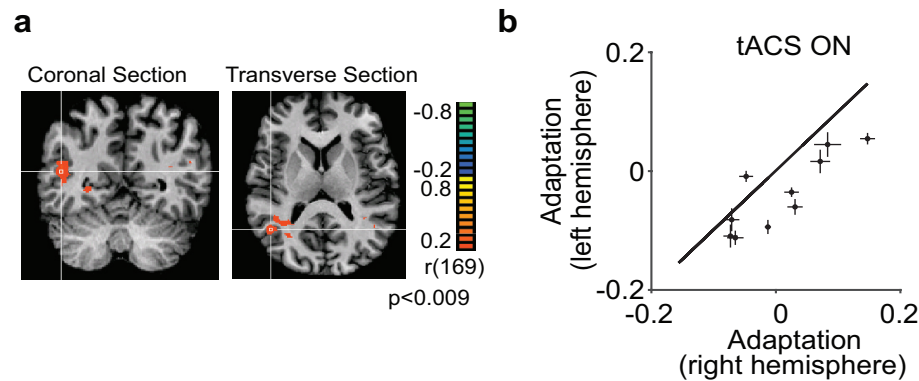 a
Coronal Section
Transverse Section
-0.8
-0.2
0.8
0.2
r(169)
p<0.009
b
tACS ON
Adaptation
(left hemisphere)
0.2
0
-0.2
-0.2
0
0.2
Adaptation
(right hemisphere)